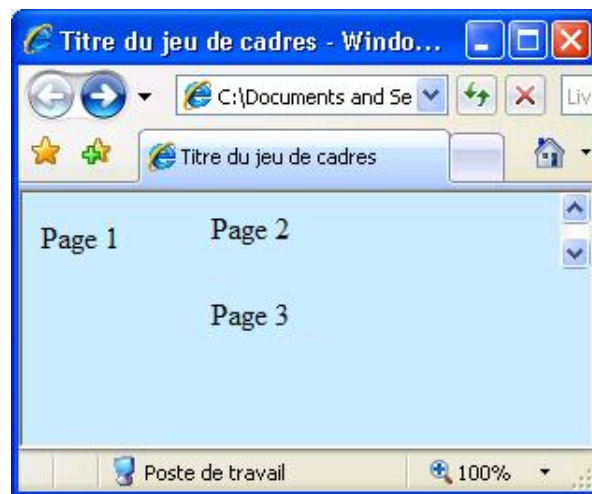 Titre du jeu de cadres - Windo...
C:\Documents and Se
Liv
Titre du jeu de cadres
Page 1
Page 2
Page 3
Poste de travail
100%